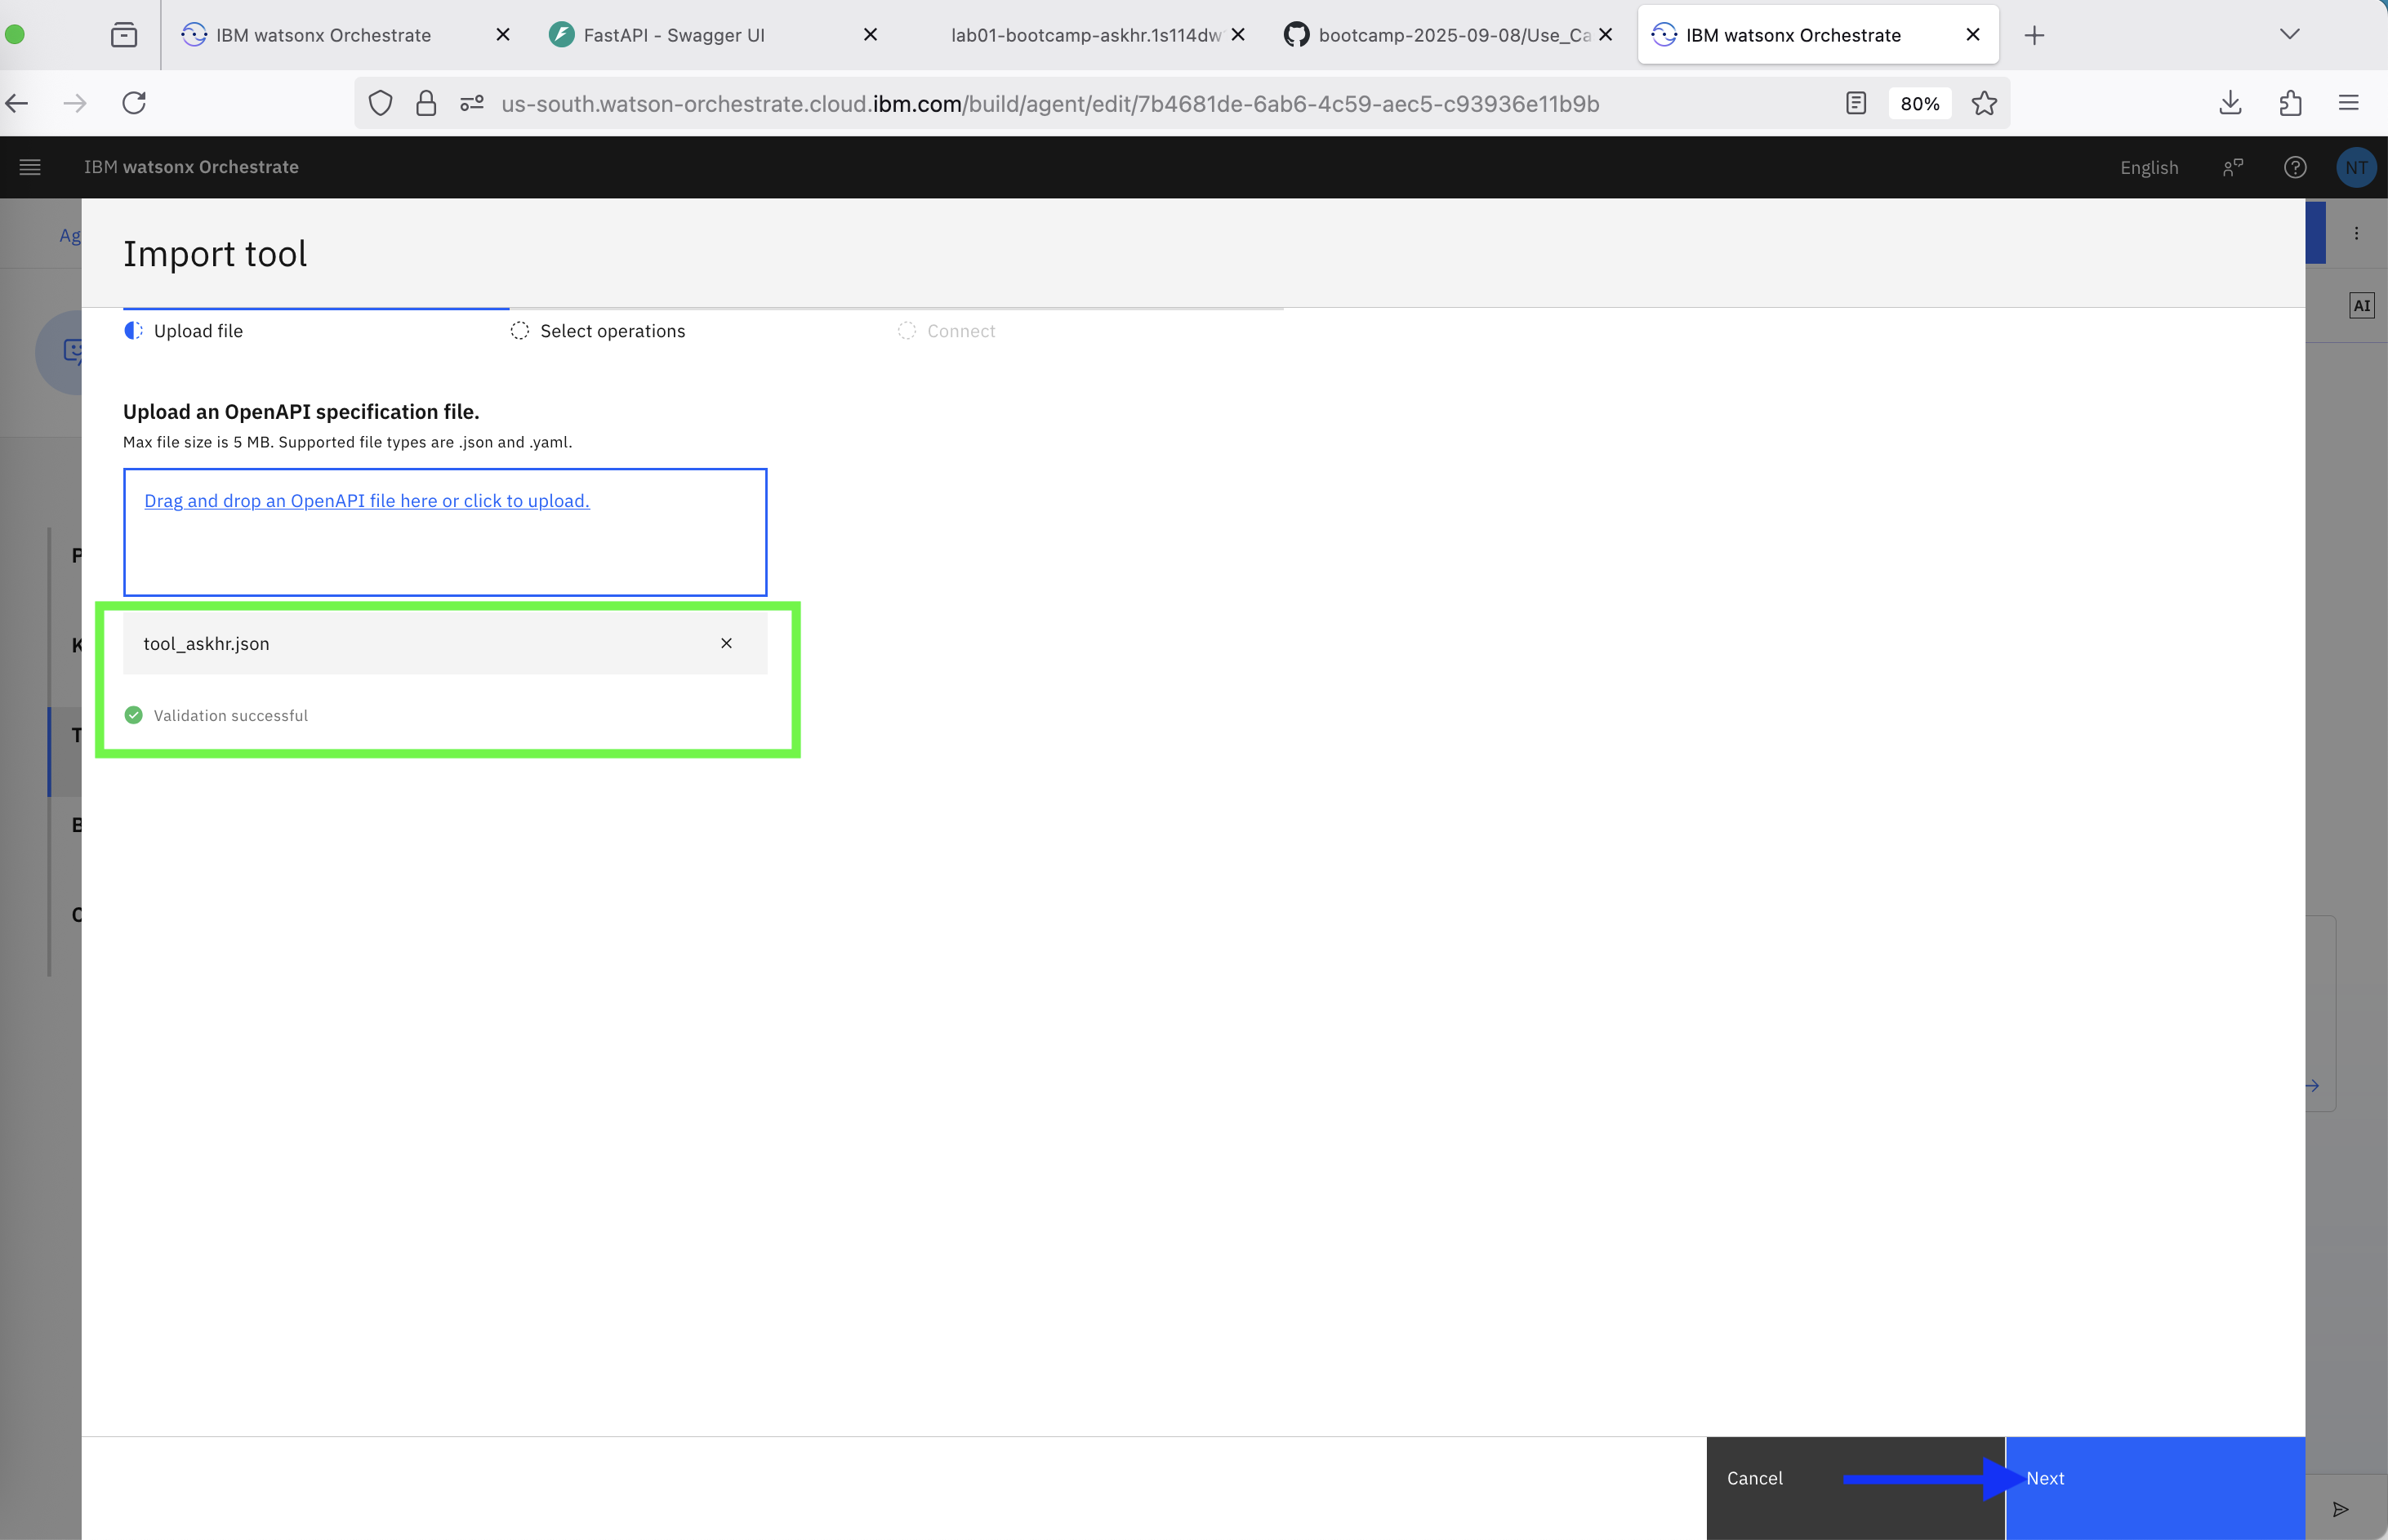 IBM watsonx Orchestrate
FastAPI - Swagger UI
lab01-bootcamp-askhr.1s114dw
bootcamp-2025-09-08/Use_Ca
IBM watsonx Orchestrate
us-south.watson-orchestrate.cloud.ibm.com/build/agent/edit/7b4681de-6ab6-4c59-aec5-c93936e11b9b
80%
IBM watsonx Orchestrate
English
NT
Ag
Import tool
AI
Upload file
Select operations
Connect
Upload an OpenAPI specification file.
Max file size is 5 MB. Supported file types are .json and .yaml.
Drag and drop an OpenAPI file here or click to upload.
P
K
tool_askhr.json
Validation successful
T
B
Cancel
Next